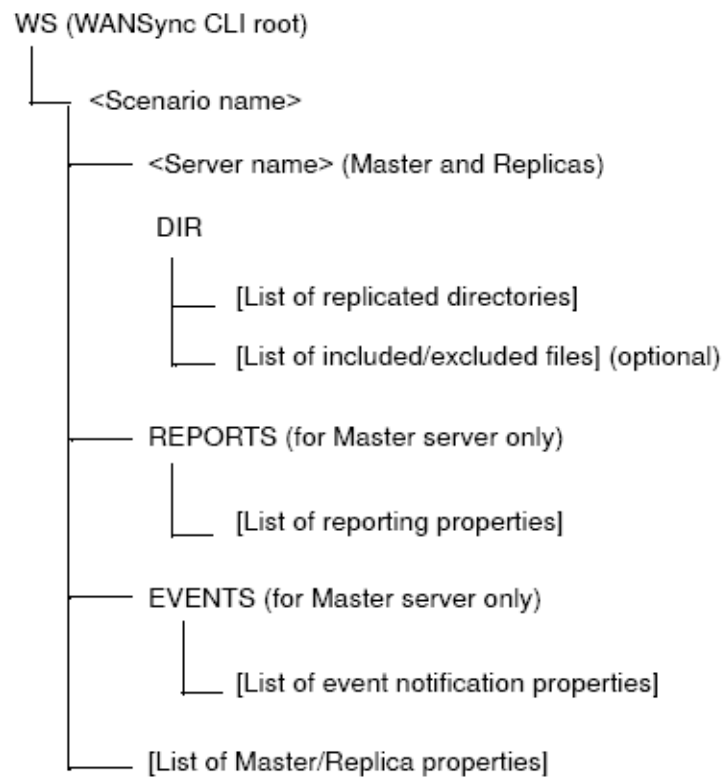 WS (WANSync CLI root)
<Scenario name>
<Server name> (Master and Replicas)
DIR
[List of replicated directories]
[List of included/excluded files] (optional)
REPORTS (for Master server only)
[List of reporting properties]
EVENTS (for Master server only)
[List of event notification properties]
[List of Master/Replica properties]